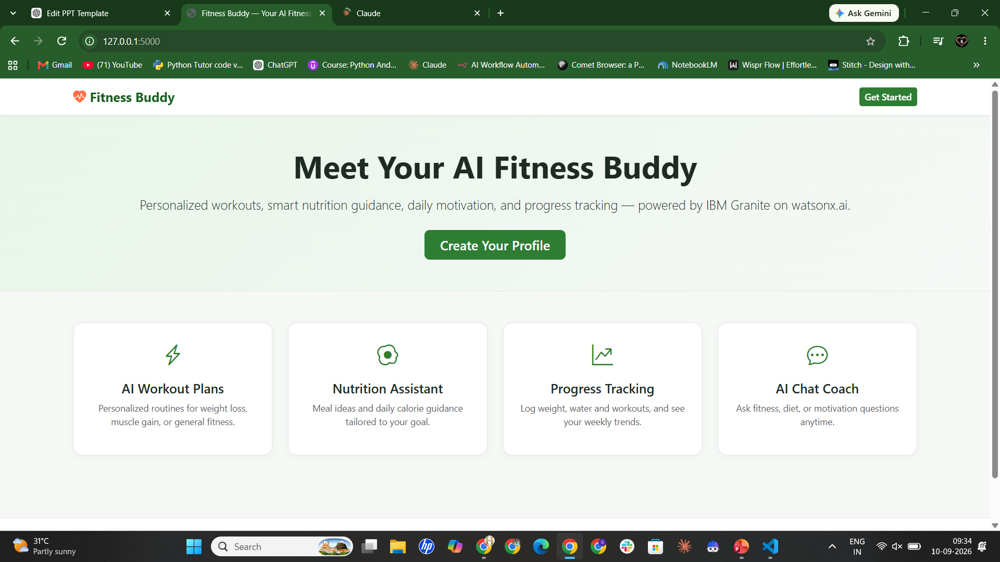 Edit PPT Template
Fitness Buddy — Your AI Fitness
Claude
Ask Gemini
127.0.0.1:5000
Gmail
(71) YouTube
Python Tutor code v...
ChatGPT
Course: Python And...
Claude
AI Workflow Autom...
Comet Browser: a P...
NotebookLM
Wispr Flow | Effortle...
Stitch - Design with...
Fitness Buddy
Get Started
Meet Your AI Fitness Buddy
Personalized workouts, smart nutrition guidance, daily motivation, and progress tracking — powered by IBM Granite on watsonx.ai.
Create Your Profile
AI Workout Plans
Personalized routines for weight loss,
muscle gain, or general fitness.
Nutrition Assistant
Meal ideas and daily calorie guidance
tailored to your goal.
Progress Tracking
Log weight, water and workouts, and see
your weekly trends.
AI Chat Coach
Ask fitness, diet, or motivation questions
anytime.
31°C
Partly sunny
Search
hp
ENG
IN
09:34
10-09-2026